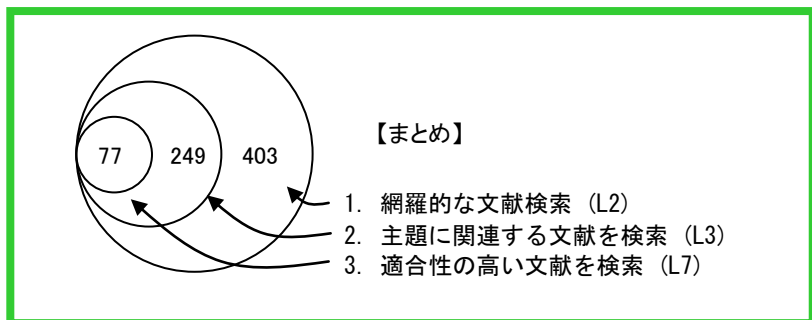 77 249 403
【まとめ】
1. 網羅的な文献検索 (L2)
2. 主題に関連する文献を検索 (L3)
3. 適合性の高い文献を検索 (L7)